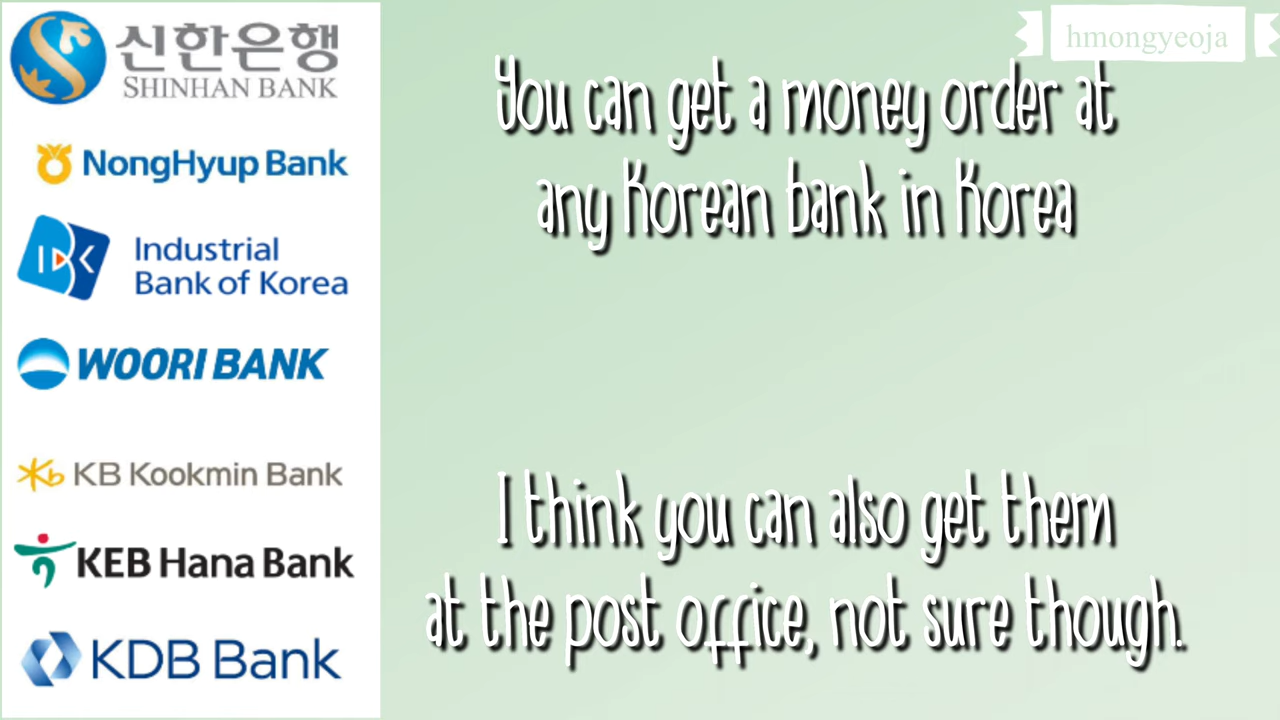 신한은행
SHINHAN BANK
NongHyup Bank
IBK
Industrial
Bank of Korea
WOORI BANK
KB Kookmin Bank
KEB Hana Bank
KDB Bank
hmongyeoja
You can get a money order at
any Korean bank in Korea
I think you can also get them
at the post office, not sure though.